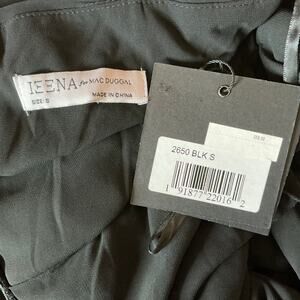 IEENA for MAC DUGGAL
SIZE: S
MADE IN CHINA
2650 BLK S
1 91877 22016 2